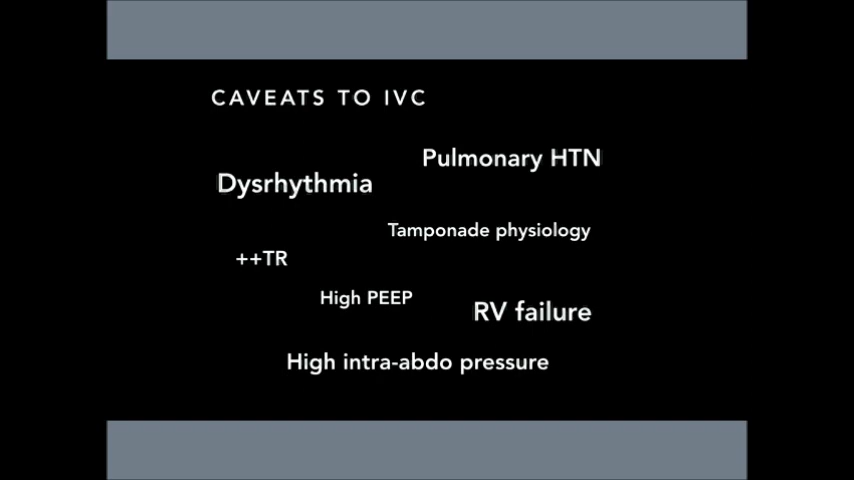 CAVEATS TO IVC
Pulmonary HTN
Dysrhythmia
Tamponade physiology
++TR
High PEEP
RV failure
High intra-abdo pressure